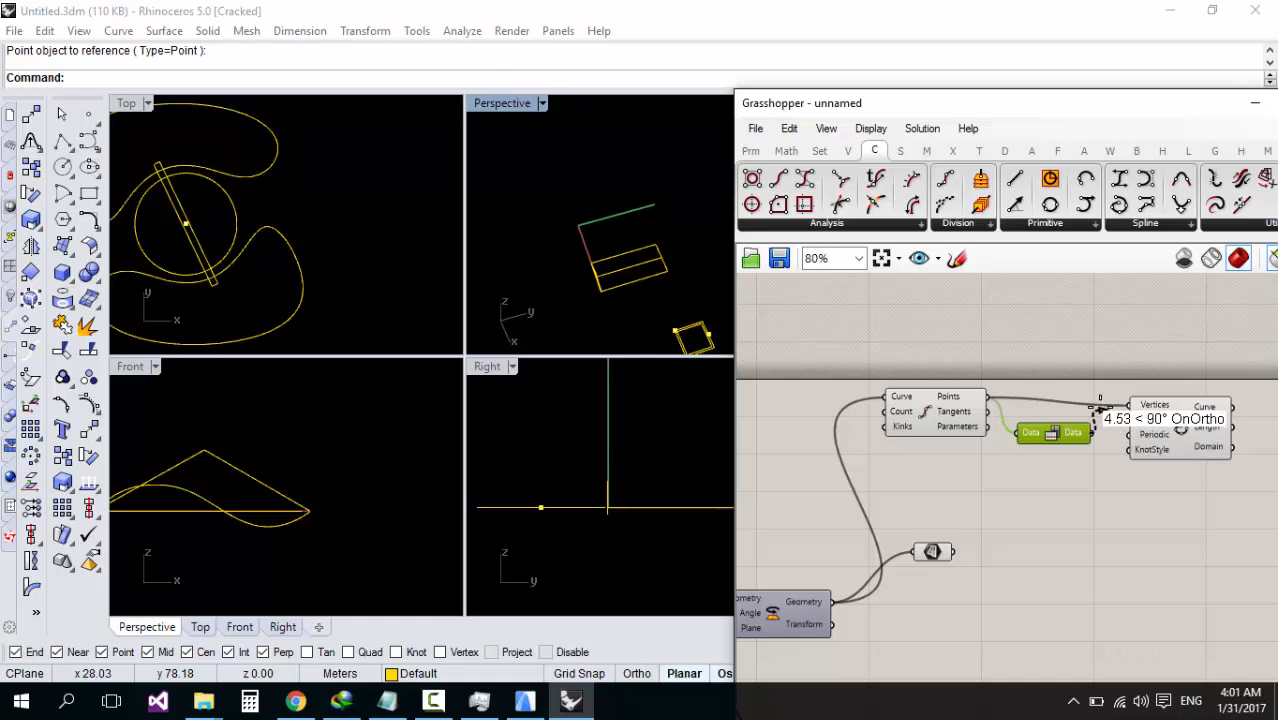 Untitled.3dm (110 KB) - Rhinoceros 5.0 [Cracked]
File Edit View Curve Surface Solid Mesh Dimension Transform Tools Analyze Render Panels Help
Point object to reference ( Type=Point ):
Command:
Top
Perspective
y
x
z
y
x
Front
Right
z
x
z
y
Perspective Top Front Right
End Near Point Mid Cen Int Perp Tan Quad Knot Vertex Project Disable
CPlane x 28.03 y 78.18 z 0.00 Meters Default Grid Snap Ortho Planar Os
Grasshopper - unnamed
File Edit View Display Solution Help
Prm Math Set V C S M X T D A F A W B H L Q G H M
Analysis Division Primitive Spline Uti
80%
Curve Points
Count Tangents
Kinks Parameters
Data Data
Vertices Curve
4.53 < 90° OnOrtho
Periodic
KnotStyle Domain
ometry Geometry
Angle
Plane Transform
ENG
4:01 AM
1/31/2017